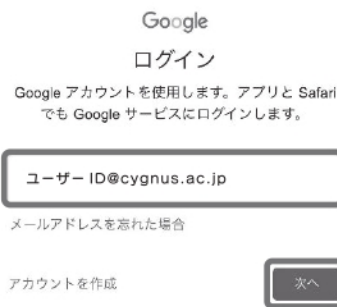 Google
ログイン
Google アカウントを使用します。アプリと Safari
でも Google サービスにログインします。
ユーザー ID@cygnus.ac.jp
メールアドレスを忘れた場合
アカウントを作成
次へ